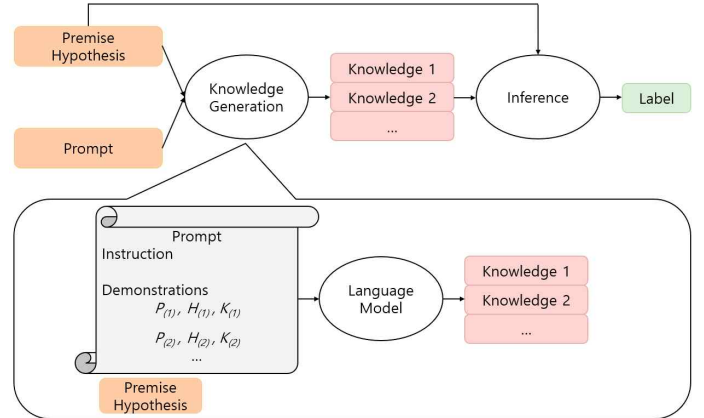 Premise
Hypothesis
Prompt
Knowledge
Generation
Knowledge 1
Knowledge 2
...
Inference
Label
Prompt
Instruction
Demonstrations
P(1), H(1), K(1)
P(2), H(2), K(2)
...
Premise
Hypothesis
Language
Model
Knowledge 1
Knowledge 2
...